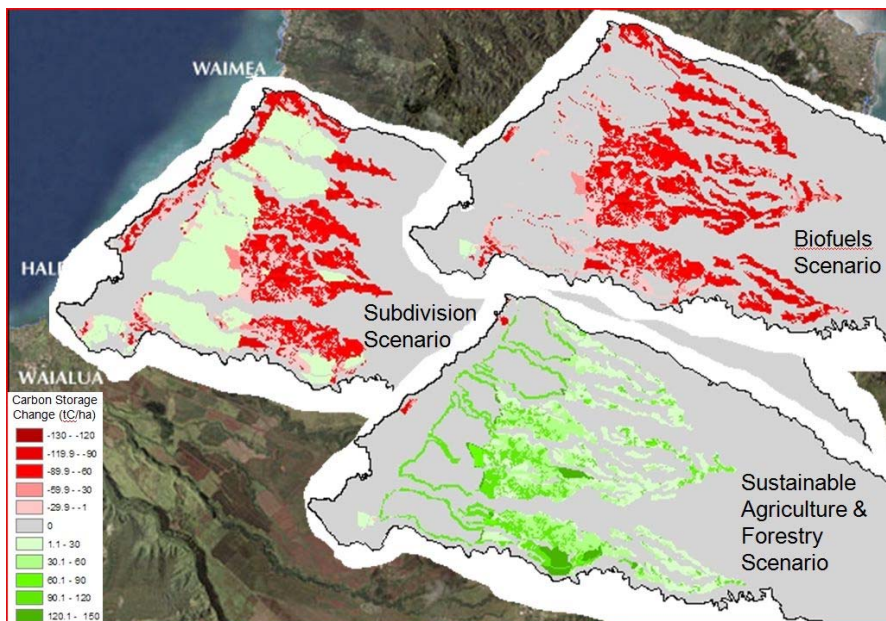 WAIMEA
HALE
WAIALUA
Subdivision
Scenario
Biofuels
Scenario
Sustainable
Agriculture &
Forestry
Scenario
Carbon Storage
Change (tC/ha)
-130 - -120
-119.9 - -90
-89.9 - -60
-59.9 - -30
-29.9 - -1
0
1.1 - 30
30.1 - 60
60.1 - 90
90.1 - 120
120.1 - 150